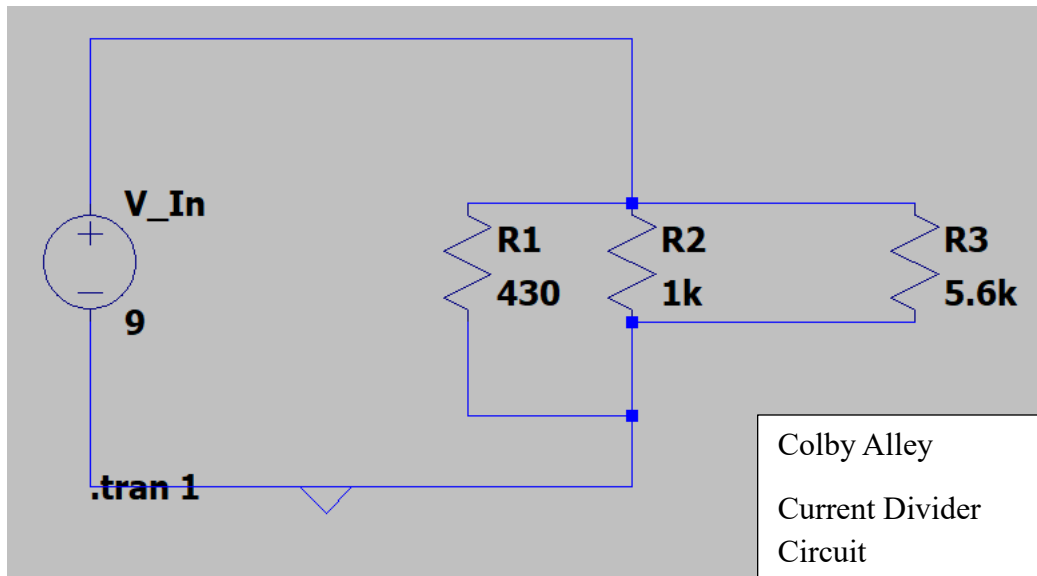 V_In
9
R1
430
R2
1k
R3
5.6k
.tran 1
Colby Alley
Current Divider
Circuit